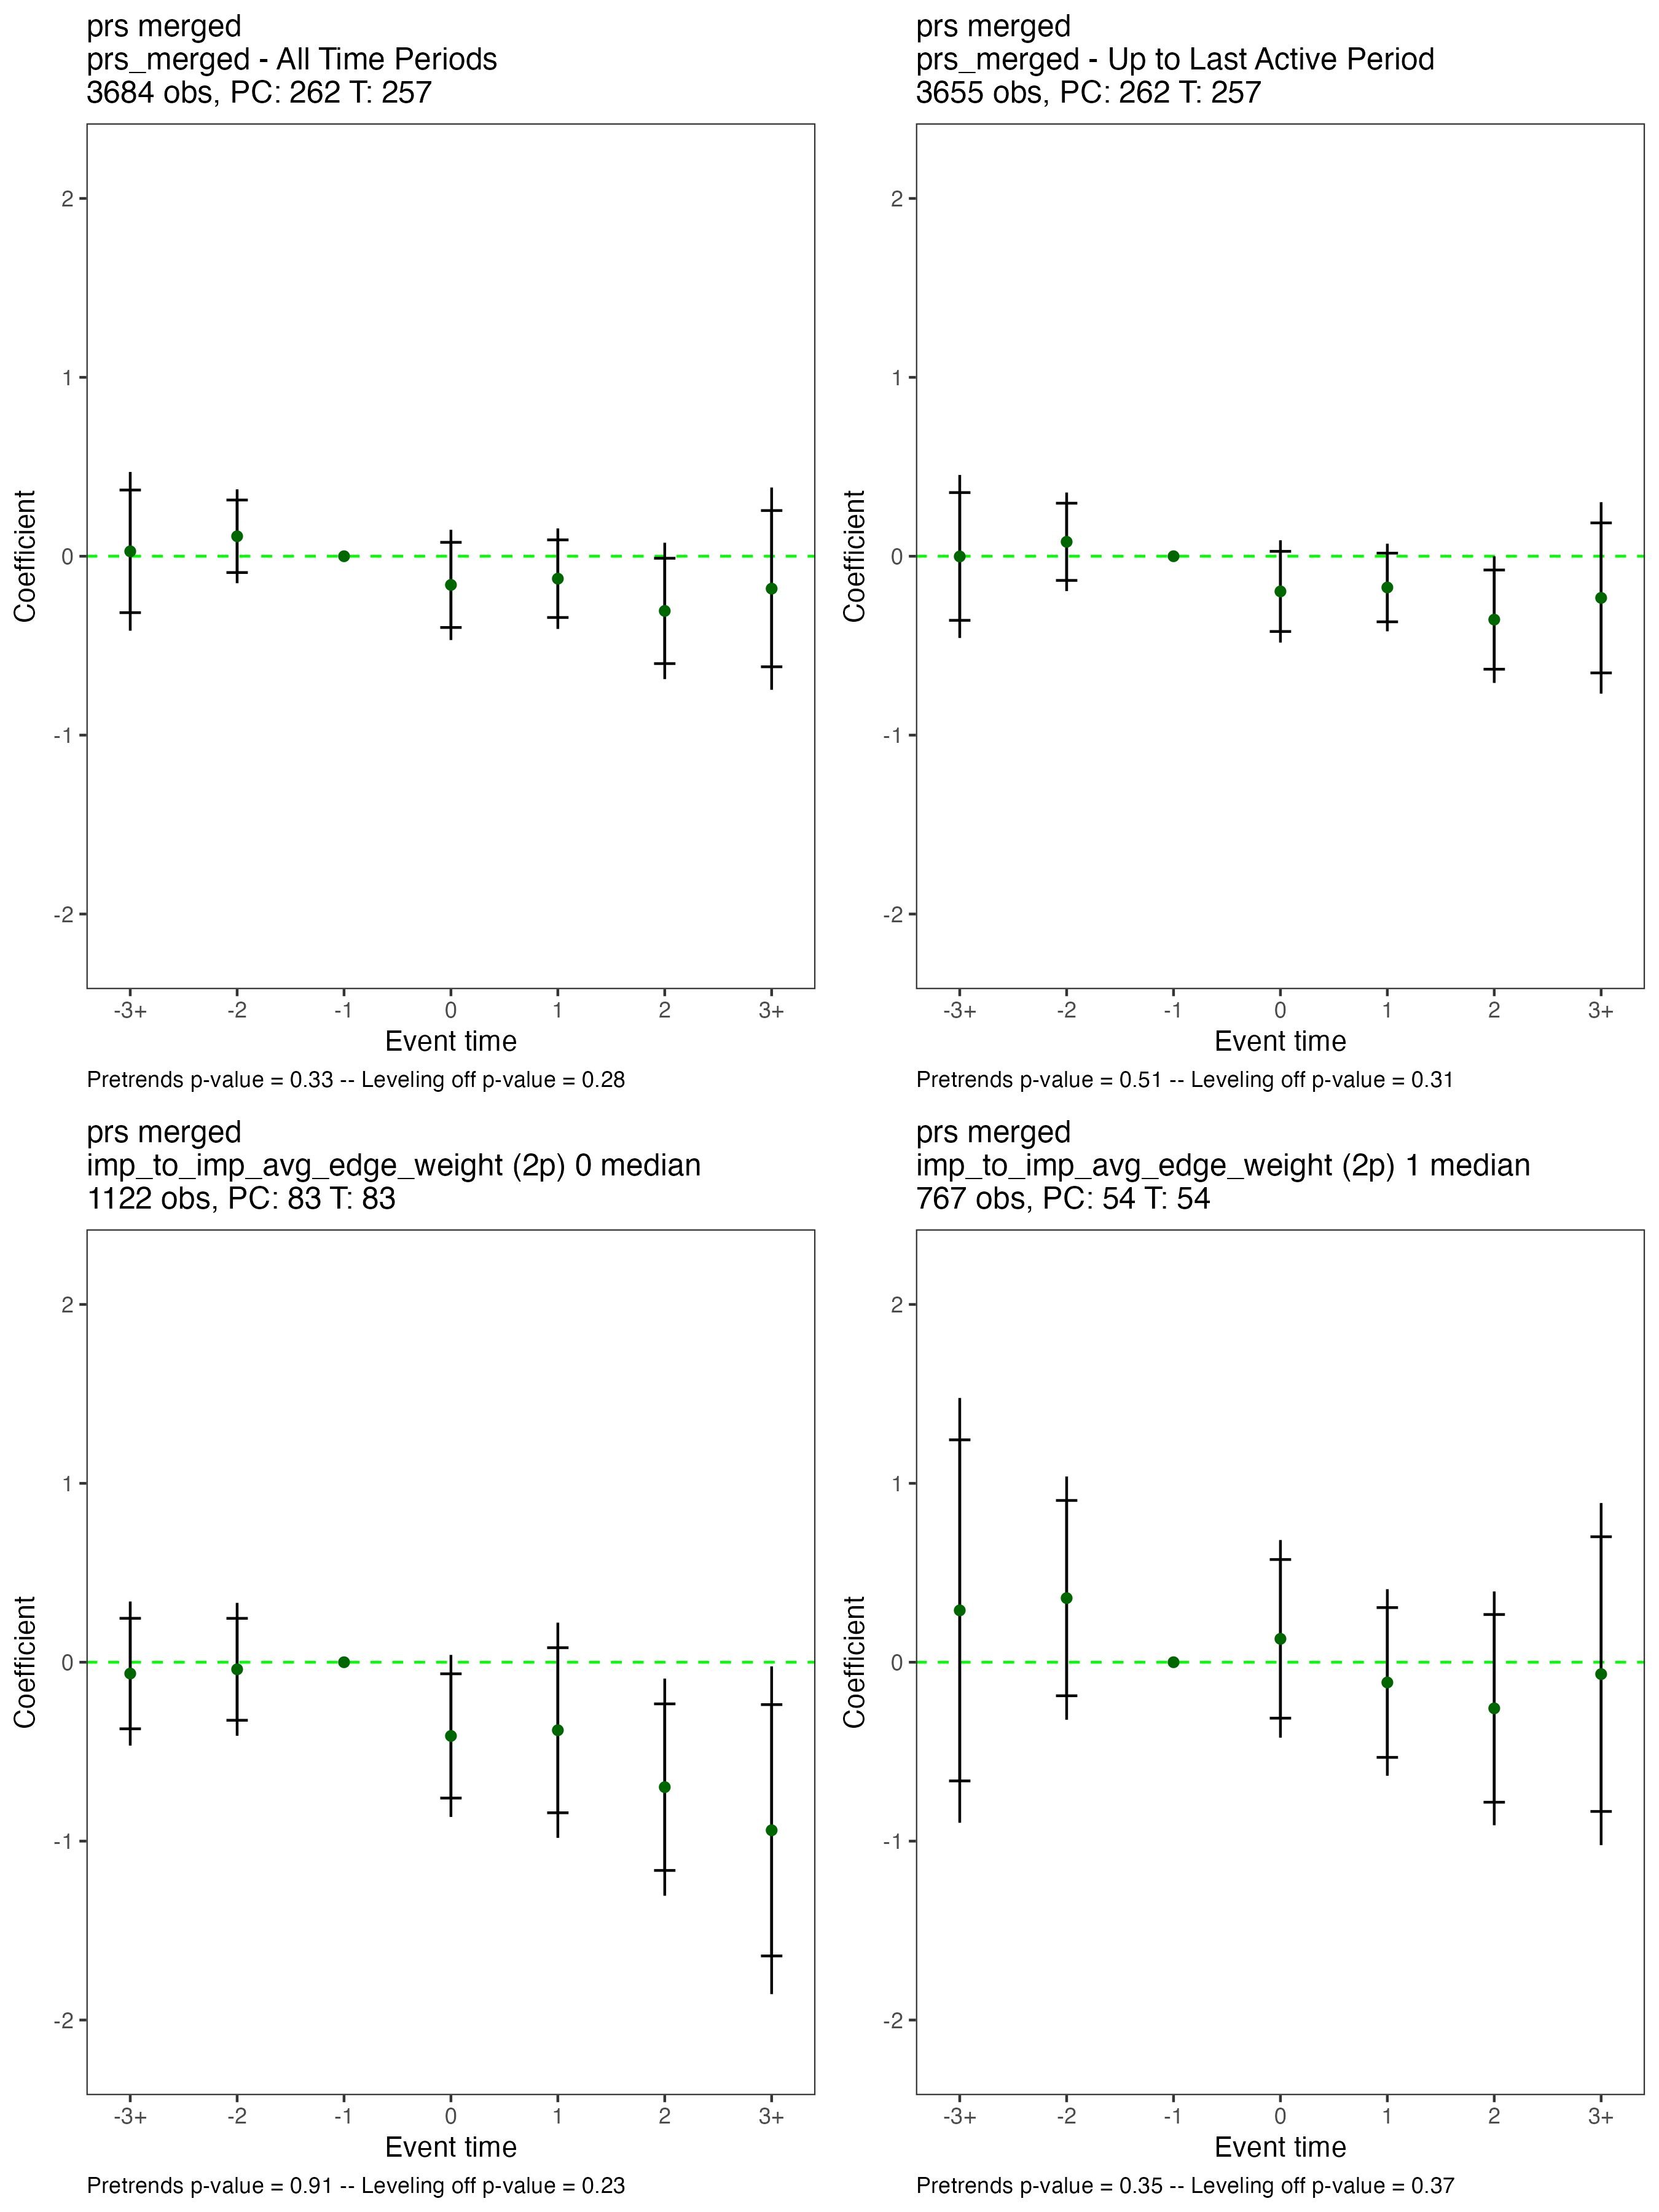 prs merged
prs_merged - All Time Periods
3684 obs, PC: 262 T: 257
2
1
0
-1
-2
Coefficient
-3+ -2 -1 0 1 2 3+
Event time
Pretrends p-value = 0.33 -- Leveling off p-value = 0.28
prs merged
prs_merged - Up to Last Active Period
3655 obs, PC: 262 T: 257
2
1
0
-1
-2
Coefficient
-3+ -2 -1 0 1 2 3+
Event time
Pretrends p-value = 0.51 -- Leveling off p-value = 0.31
prs merged
imp_to_imp_avg_edge_weight (2p) 0 median
1122 obs, PC: 83 T: 83
2
1
0
-1
-2
Coefficient
-3+ -2 -1 0 1 2 3+
Event time
Pretrends p-value = 0.91 -- Leveling off p-value = 0.23
prs merged
imp_to_imp_avg_edge_weight (2p) 1 median
767 obs, PC: 54 T: 54
2
1
0
-1
-2
Coefficient
-3+ -2 -1 0 1 2 3+
Event time
Pretrends p-value = 0.35 -- Leveling off p-value = 0.37